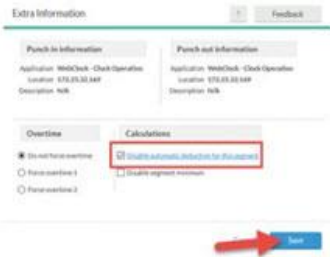 Extra Information
Feedback
Punch in information
Application WebClock - Clock Operation
Location
Description N/A
Punch out information
Application WebClock - Clock Operation
Location
Description N/A
Overtime
Do not force overtime
Force overtime 1
Force overtime 2
Calculations
Disable automatic deduction for this segment
Disable segment minimum
Save